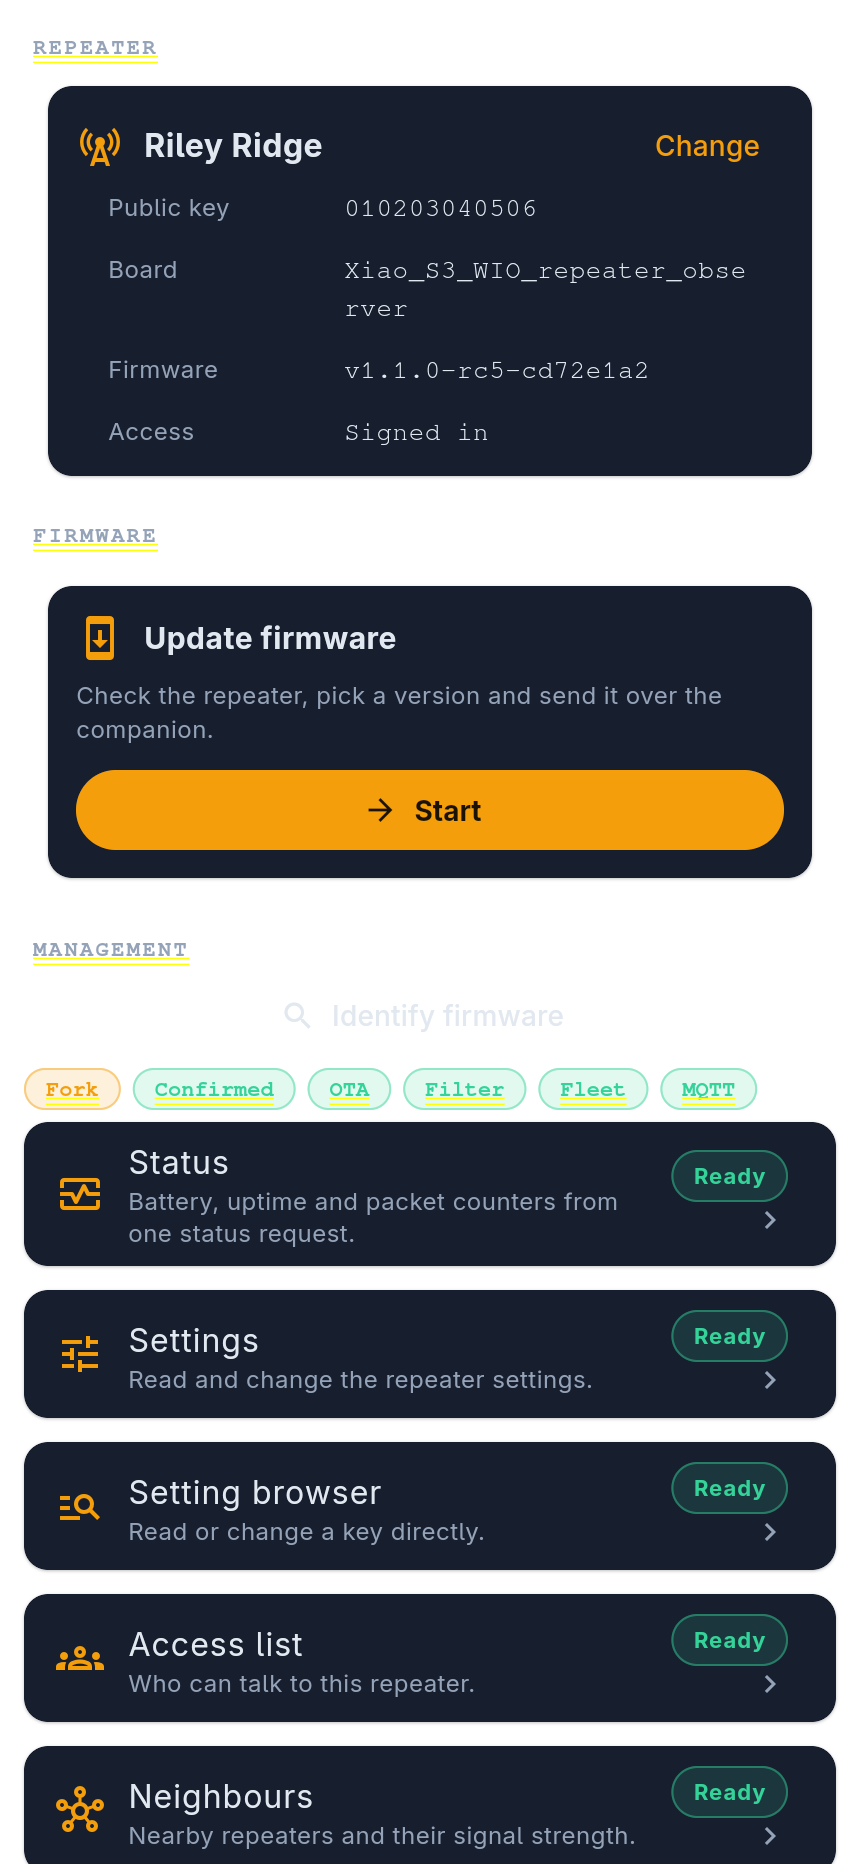 REPEATER
Riley Ridge
Change
Public key
010203040506
Board
Xiao_S3_WIO_repeater_obse
rver
Firmware
v1.1.0-rc5-cd72e1a2
Access
Signed in
FIRMWARE
Update firmware
Check the repeater, pick a version and send it over the
companion.
Start
MANAGEMENT
Identify firmware
Fork
Confirmed
OTA
Filter
Fleet
MQTT
Status
Ready
Battery, uptime and packet counters from
one status request.
Settings
Ready
Read and change the repeater settings.
Setting browser
Ready
Read or change a key directly.
Access list
Ready
Who can talk to this repeater.
Neighbours
Ready
Nearby repeaters and their signal strength.